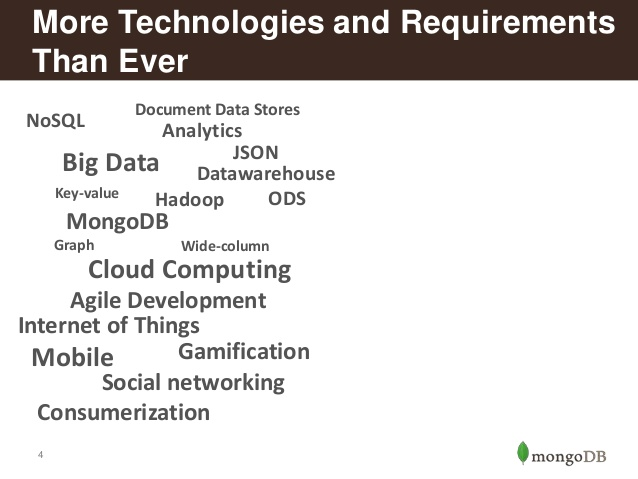 More Technologies and Requirements
Than Ever
Document Data Stores
NoSQL
Analytics
JSON
Big Data
Datawarehouse
Key-value
Hadoop
ODS
MongoDB
Graph
Wide-column
Cloud Computing
Agile Development
Internet of Things
Gamification
Mobile
Social networking
Consumerization
4
mongoDB